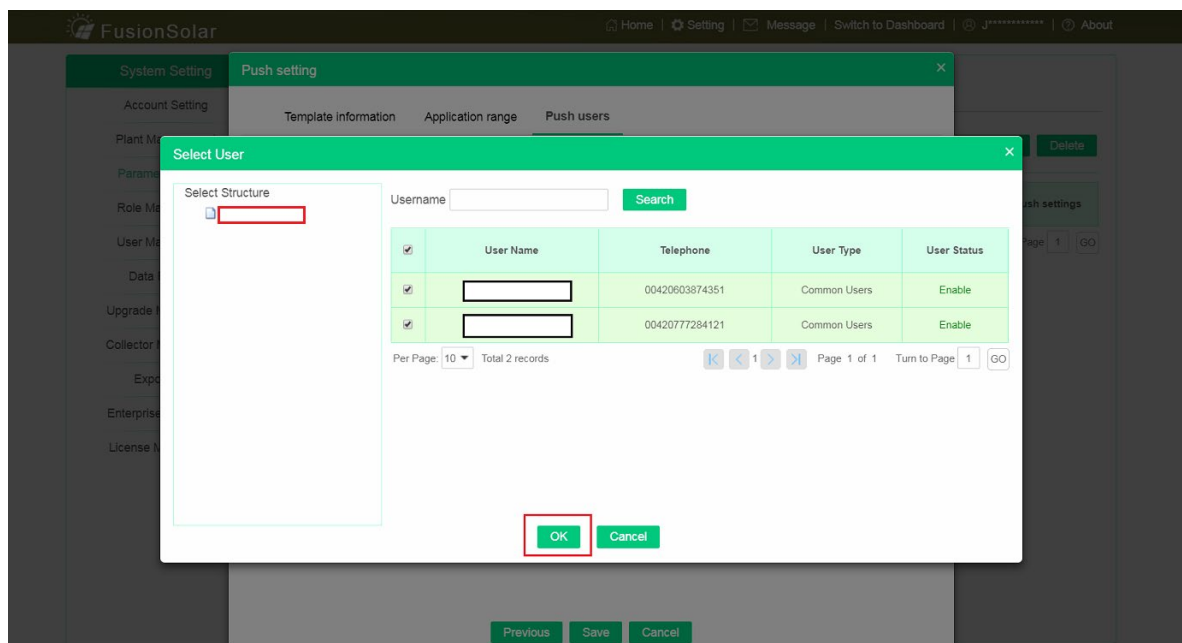 FusionSolar
Home | Setting | Message | Switch to Dashboard | J************ | About
System Setting
Push setting
Account Setting
Template information Application range Push users
Plant Ma
Delete
Select User
Parame
Select Structure
Username Search
Role Ma
ush settings
User Name Telephone User Type User Status
User Ma
Page 1 GO
Data
00420603874351 Common Users Enable
Upgrade M
00420777284121 Common Users Enable
Collector M
Per Page: 10 Total 2 records 1 Page 1 of 1 Turn to Page 1 GO
Expo
Enterprise
License M
OK Cancel
Previous Save Cancel